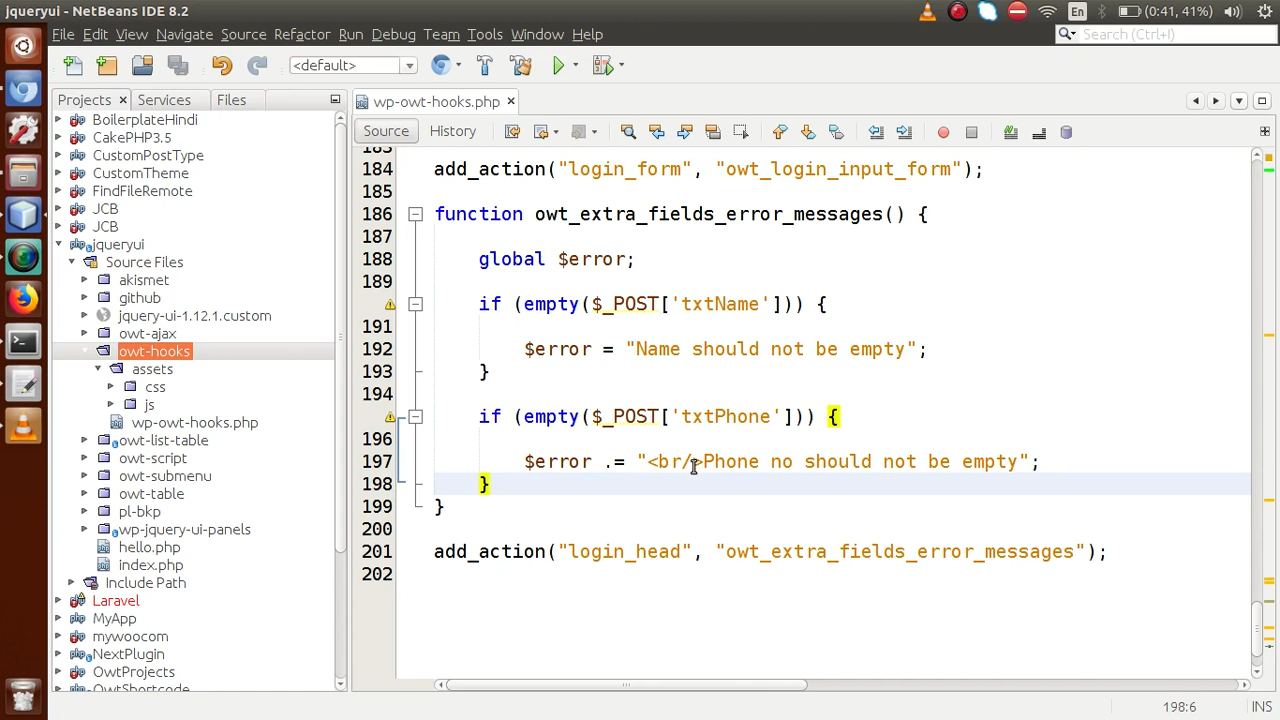 jqueryui - NetBeans IDE 8.2
En
(0:41, 41%)
File Edit View Navigate Source Refactor Run Debug Team Tools Window Help
Search (Ctrl+I)
<default>
Projects Services Files
wp-owt-hooks.php
Source History
BoilerplateHindi
CakePHP3.5
CustomPostType
CustomTheme
FindFileRemote
JCB
JCB
jqueryui
Source Files
akismet
github
jquery-ui-1.12.1.custom
owt-ajax
owt-hooks
assets
css
js
wp-owt-hooks.php
owt-list-table
owt-script
owt-submenu
owt-table
pl-bkp
wp-jquery-ui-panels
hello.php
index.php
Include Path
Laravel
MyApp
mywoocom
NextPlugin
OwtProjects
OwtShortcode
183
184 add_action("login_form", "owt_login_input_form");
185
186 function owt_extra_fields_error_messages() {
187
188 global $error;
189
if (empty($_POST['txtName'])) {
191
192 $error = "Name should not be empty";
193 }
194
if (empty($_POST['txtPhone'])) {
196
197 $error .= "<br/>Phone no should not be empty";
198 }
199 }
200
201 add_action("login_head", "owt_extra_fields_error_messages");
202
198:6 INS